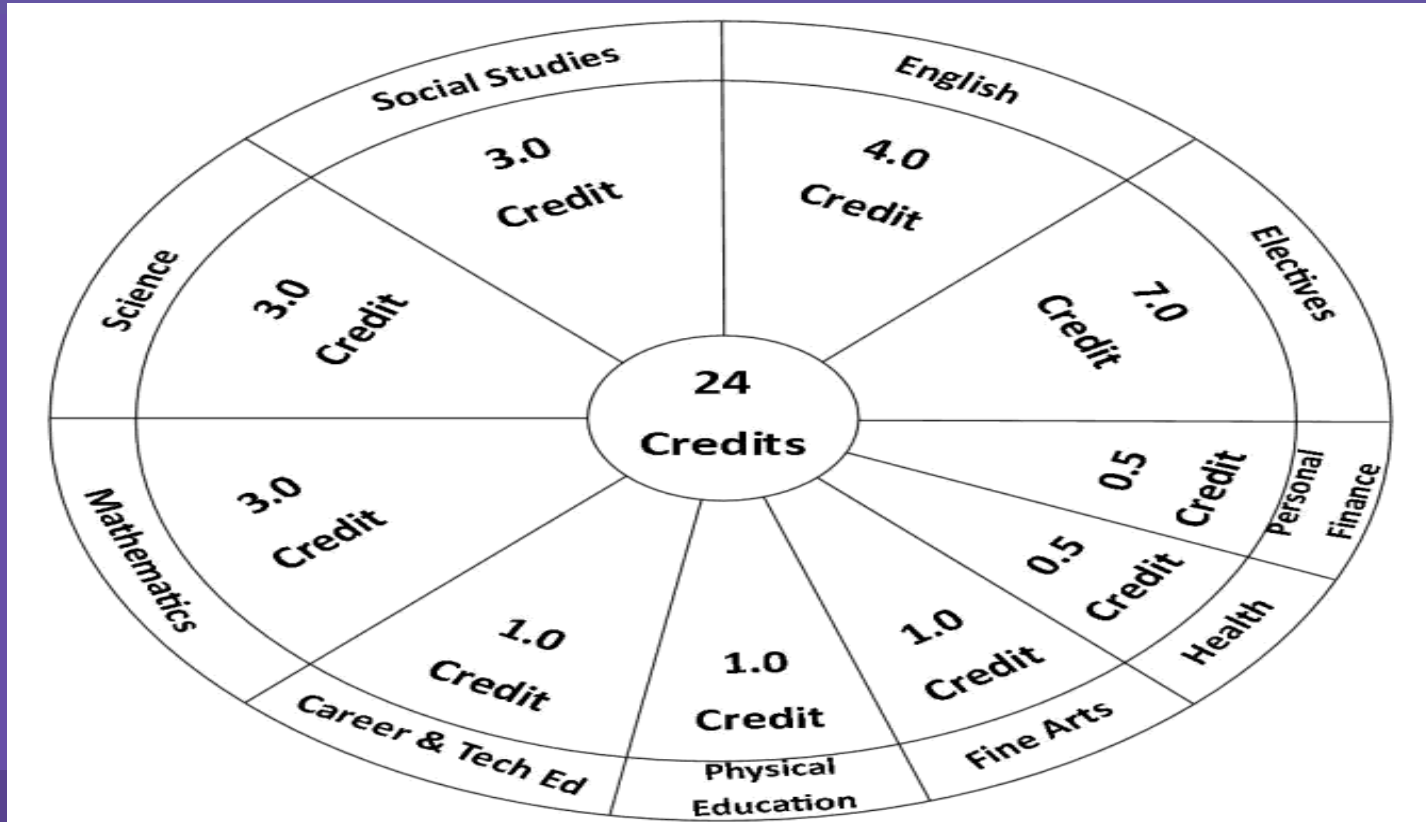 24
Credits
English
4.0
Credit
Electives
7.0
Credit
Personal
Finance
0.5
Credit
Health
0.5
Credit
Fine Arts
1.0
Credit
Physical
Education
1.0
Credit
Career & Tech Ed
1.0
Credit
Mathematics
3.0
Credit
Science
3.0
Credit
Social Studies
3.0
Credit